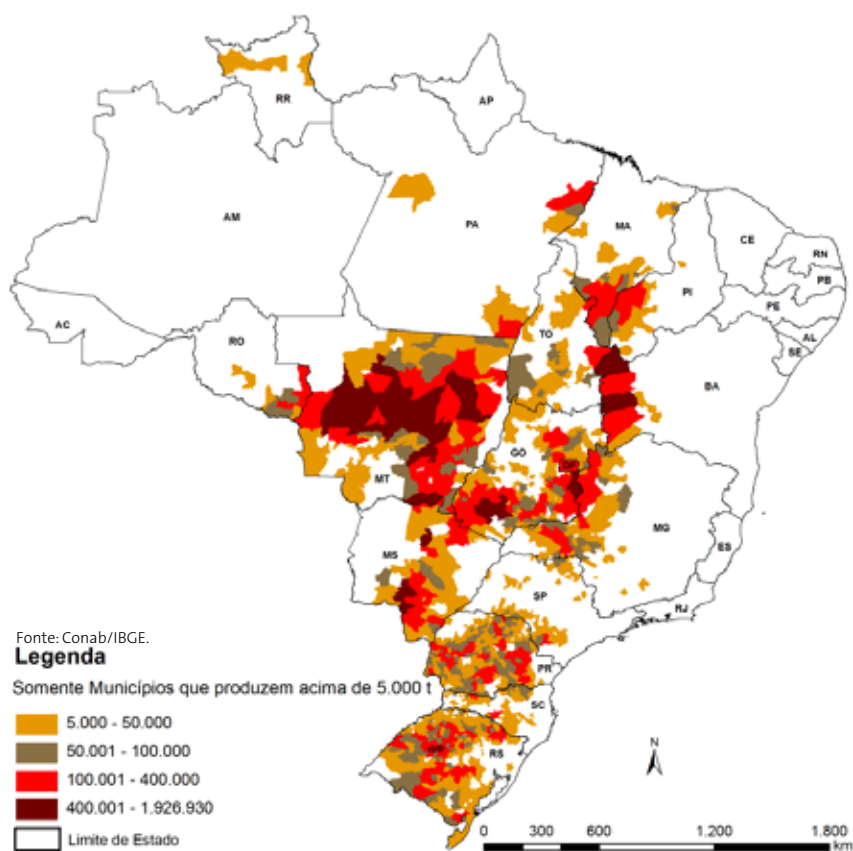 RR
AP
AM
PA
MA
CE
RN
PB
PI
PE
AC
TO
AL
RO
SE
BA
GO
DF
MT
MG
MS
ES
SP
RJ
PR
SC
RS
Fonte: Conab/IBGE.
Legenda
Somente Municípios que produzem acima de 5.000 t
5.000 - 50.000
50.001 - 100.000
100.001 - 400.000
400.001 - 1.926.930
Limite de Estado
N
0 300 600 1.200 1.800
km